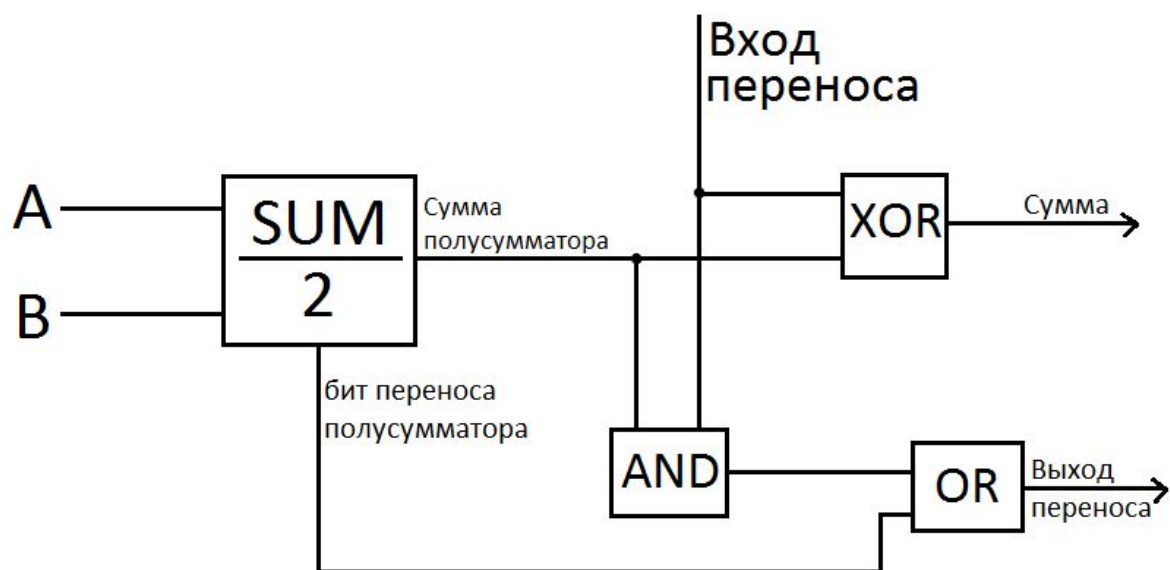 Вход
переноса
A
B
SUM
2
Сумма
полусумматора
XOR
Сумма
бит переноса
полусумматора
AND
OR
Выход
переноса